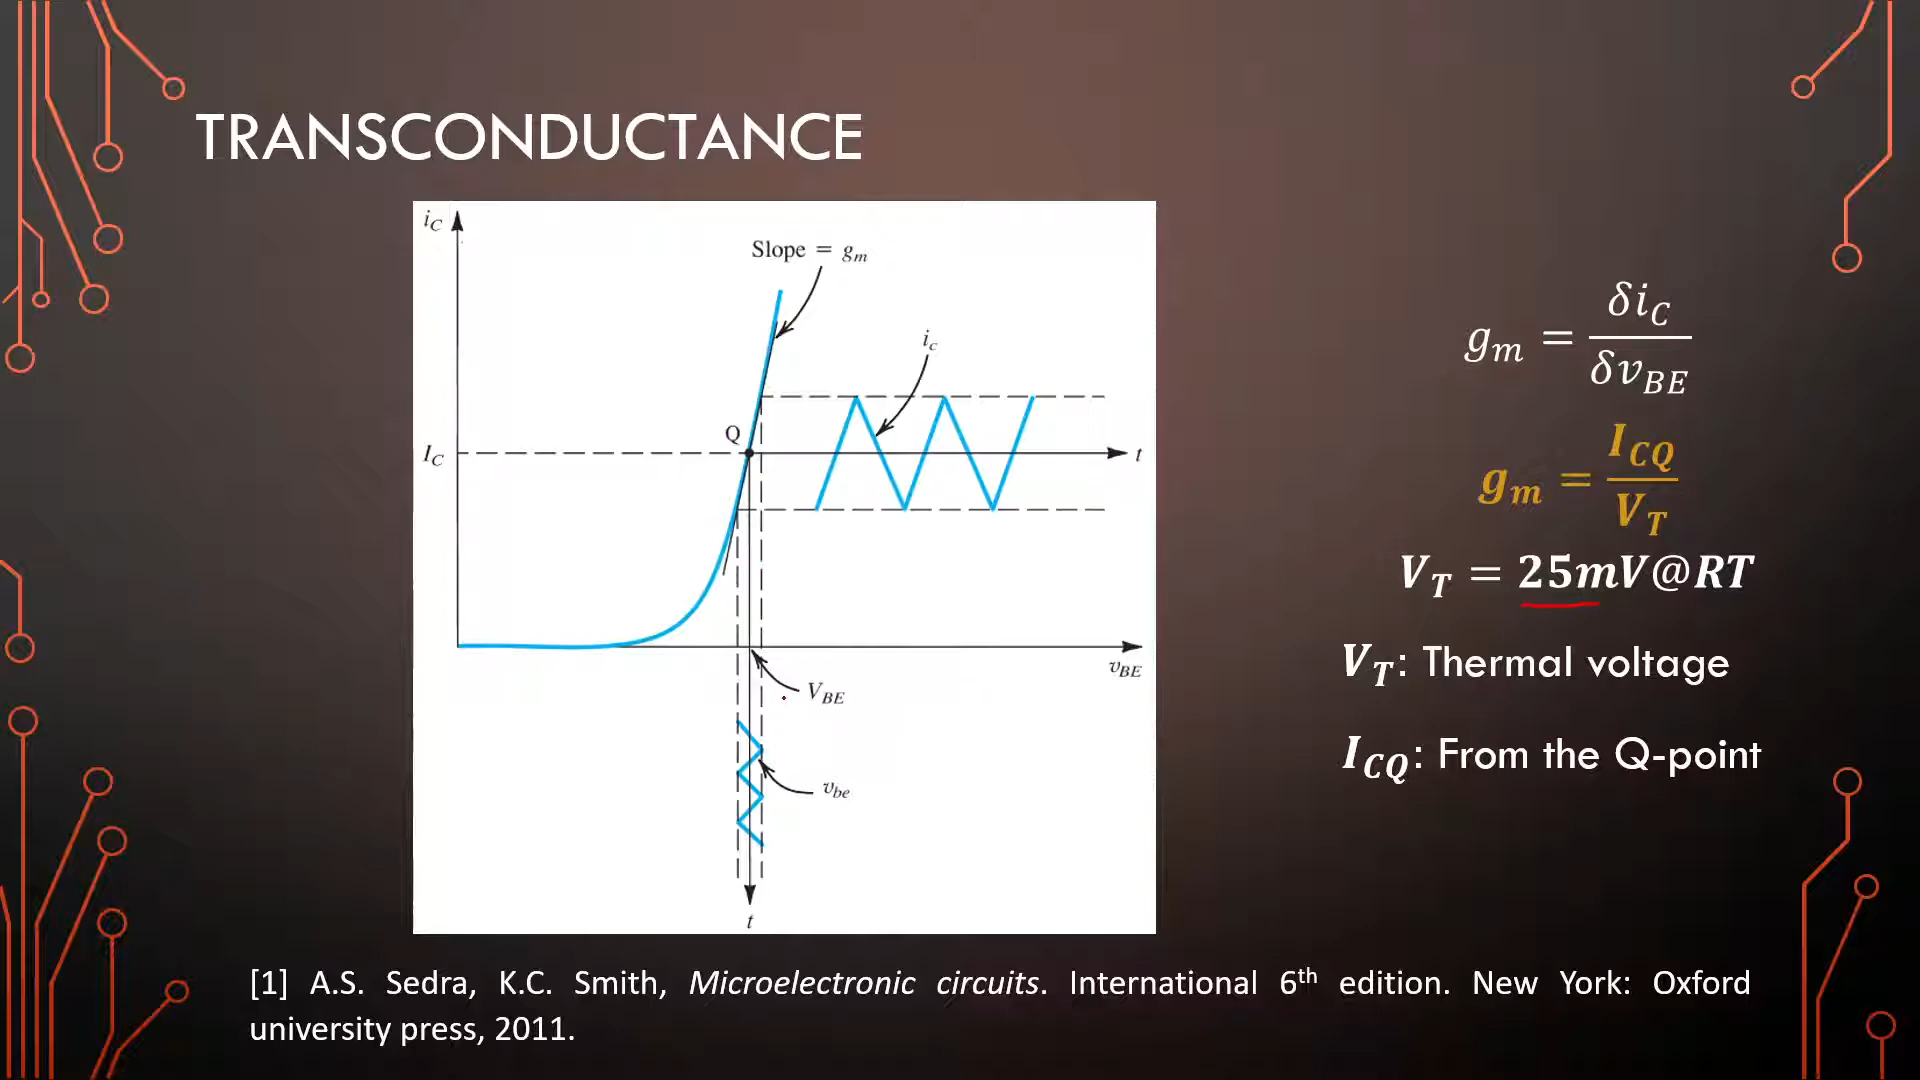 TRANSCONDUCTANCE
i_C
Slope = g_m
i_c
Q
I_C
t
v_BE
V_BE
v_be
t
g_m = δi_C / δv_BE
g_m = I_CQ / V_T
V_T = 25mV@RT
V_T: Thermal voltage
I_CQ: From the Q-point
[1] A.S. Sedra, K.C. Smith, Microelectronic circuits. International 6th edition. New York: Oxford
university press, 2011.